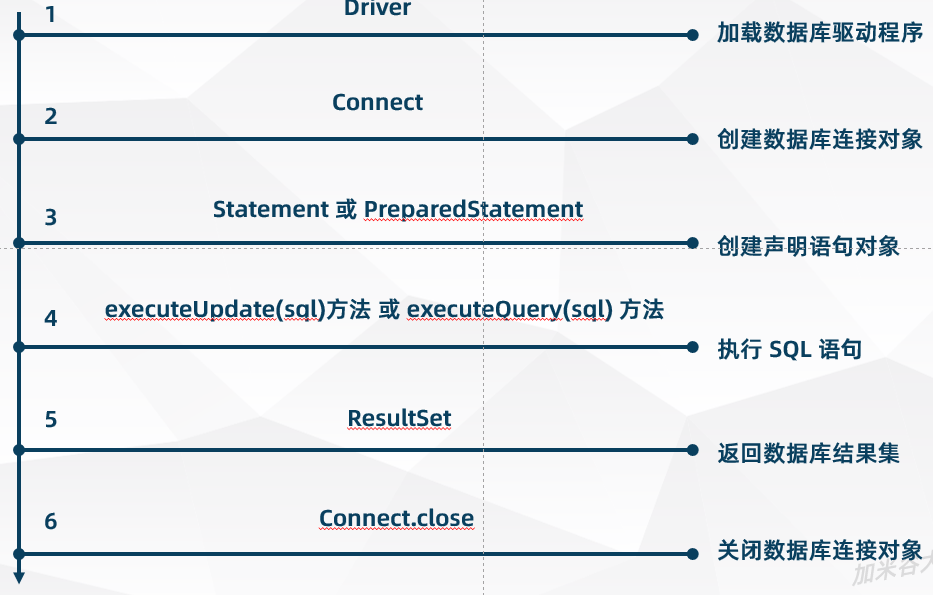 1
Driver
加载数据库驱动程序
2
Connect
创建数据库连接对象
3
Statement 或 PreparedStatement
创建声明语句对象
4
executeUpdate(sql)方法 或 executeQuery(sql) 方法
执行 SQL 语句
5
ResultSet
返回数据库结果集
6
Connect.close
关闭数据库连接对象
加米谷大